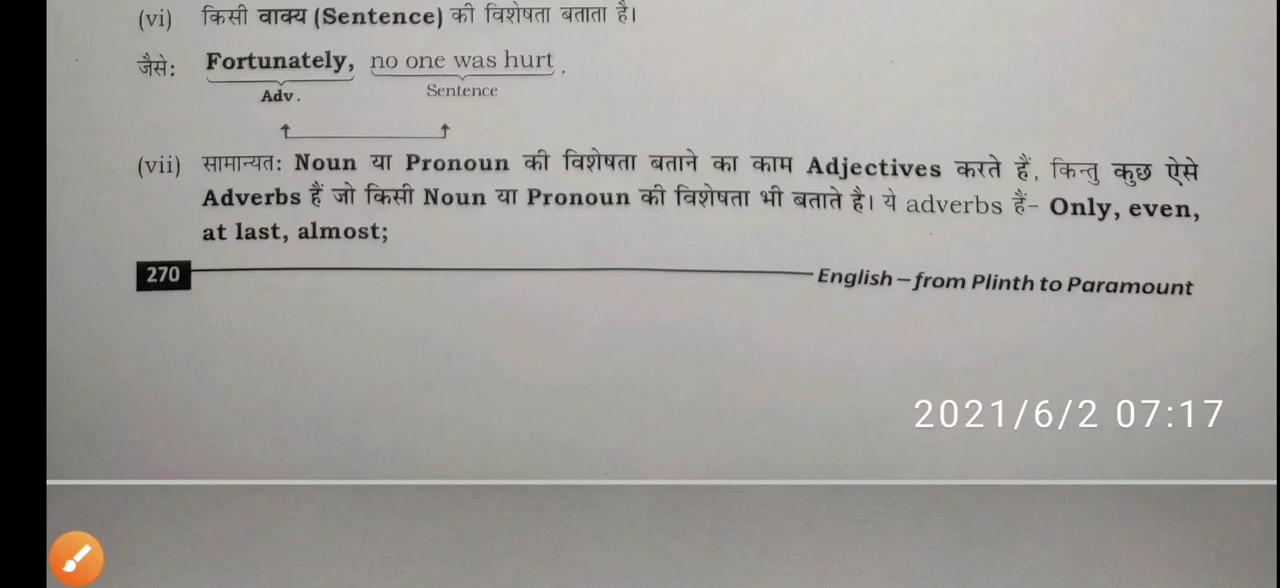 (vi) किसी वाक्य (Sentence) की विशेषता बताता है।
जैसे: Fortunately, no one was hurt .
Adv. Sentence
(vii) सामान्यत: Noun या Pronoun की विशेषता बताने का काम Adjectives करते हैं, किन्तु कुछ ऐसे
Adverbs हैं जो किसी Noun या Pronoun की विशेषता भी बताते है। ये adverbs हैं- Only, even,
at last, almost;
270 English – from Plinth to Paramount
2021/6/2 07:17